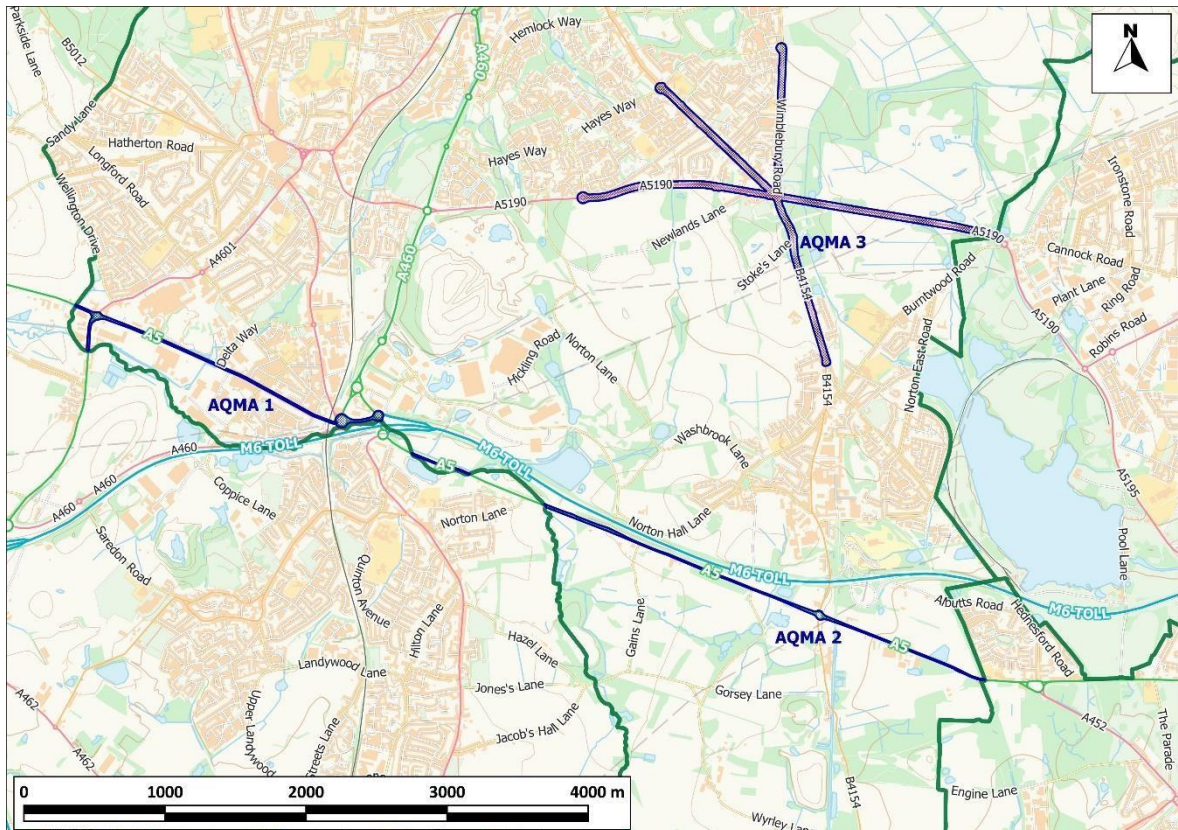 Parkside Lane
B5012
Hemlock Way
A460
N
Sandy Lane
Hatherton Road
Longford Road
Hayes Way
Wimblebury Road
Hayes Way
Ironstone Road
Wellington Drive
A5190
A5190
Newlands Lane
AQMA 3
A5190
Cannock Road
A4601
A460
Stoke's Lane
Burntwood Road
Plant Lane
Ring Road
B4154
A5190
Robins Road
A5
Delta Way
Hickling Road
Norton Lane
Norton East Road
B4154
AQMA 1
A460
M6 TOLL
A460
A460
M6 TOLL
A5
Washbrook Lane
Coppice Lane
Norton Lane
Norton Hall Lane
A5195
Pool Lane
Saredon Road
Quinton Avenue
A5
M6 TOLL
Albutts Road
M6 TOLL
Hednesford Road
Hilton Lane
Hazel Lane
Gains Lane
AQMA 2
A5
Landywood Lane
Jones's Lane
Gorsey Lane
A462
Upper Landywood
Streets Lane
Jacob's Hall Lane
A452
The Parade
A462
B4154
Engine Lane
Wyrley Lane
0 1000 2000 3000 4000 m